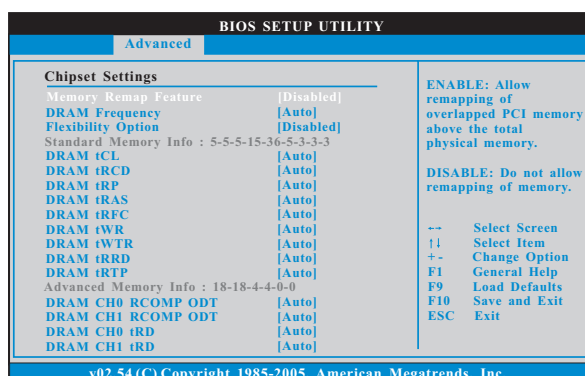 BIOS SETUP UTILITY
Advanced
Chipset Settings
Memory Remap Feature [Disabled]
DRAM Frequency [Auto]
Flexibility Option [Disabled]
Standard Memory Info : 5-5-5-15-36-5-3-3-3
DRAM tCL [Auto]
DRAM tRCD [Auto]
DRAM tRP [Auto]
DRAM tRAS [Auto]
DRAM tRFC [Auto]
DRAM tWR [Auto]
DRAM tWTR [Auto]
DRAM tRRD [Auto]
DRAM tRTP [Auto]
Advanced Memory Info : 18-18-4-4-0-0
DRAM CH0 RCOMP ODT [Auto]
DRAM CH1 RCOMP ODT [Auto]
DRAM CH0 tRD [Auto]
DRAM CH1 tRD [Auto]
ENABLE: Allow
remapping of
overlapped PCI memory
above the total
physical memory.
DISABLE: Do not allow
remapping of memory.
←→ Select Screen
↑↓ Select Item
+ - Change Option
F1 General Help
F9 Load Defaults
F10 Save and Exit
ESC Exit
v02.54 (C) Copyright 1985-2005, American Megatrends, Inc.